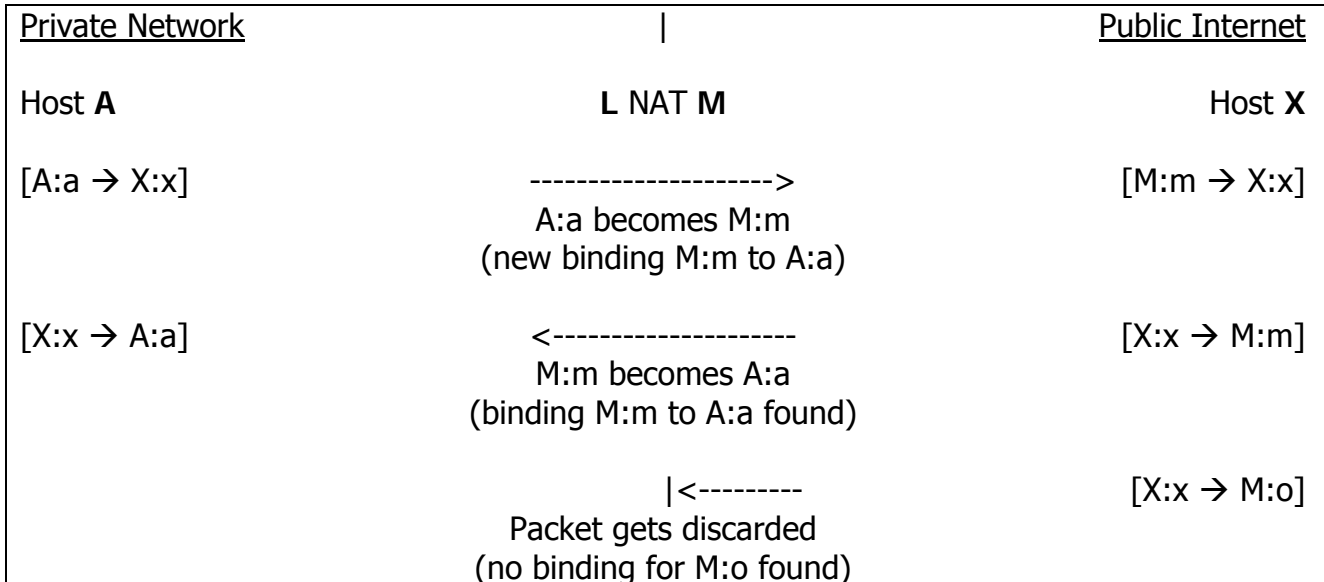 Private Network | Public Internet
Host A L NAT M Host X
[A:a → X:x] ---------------------> [M:m → X:x]
A:a becomes M:m
(new binding M:m to A:a)
[X:x → A:a] <--------------------- [X:x → M:m]
M:m becomes A:a
(binding M:m to A:a found)
|<--------- [X:x → M:o]
Packet gets discarded
(no binding for M:o found)